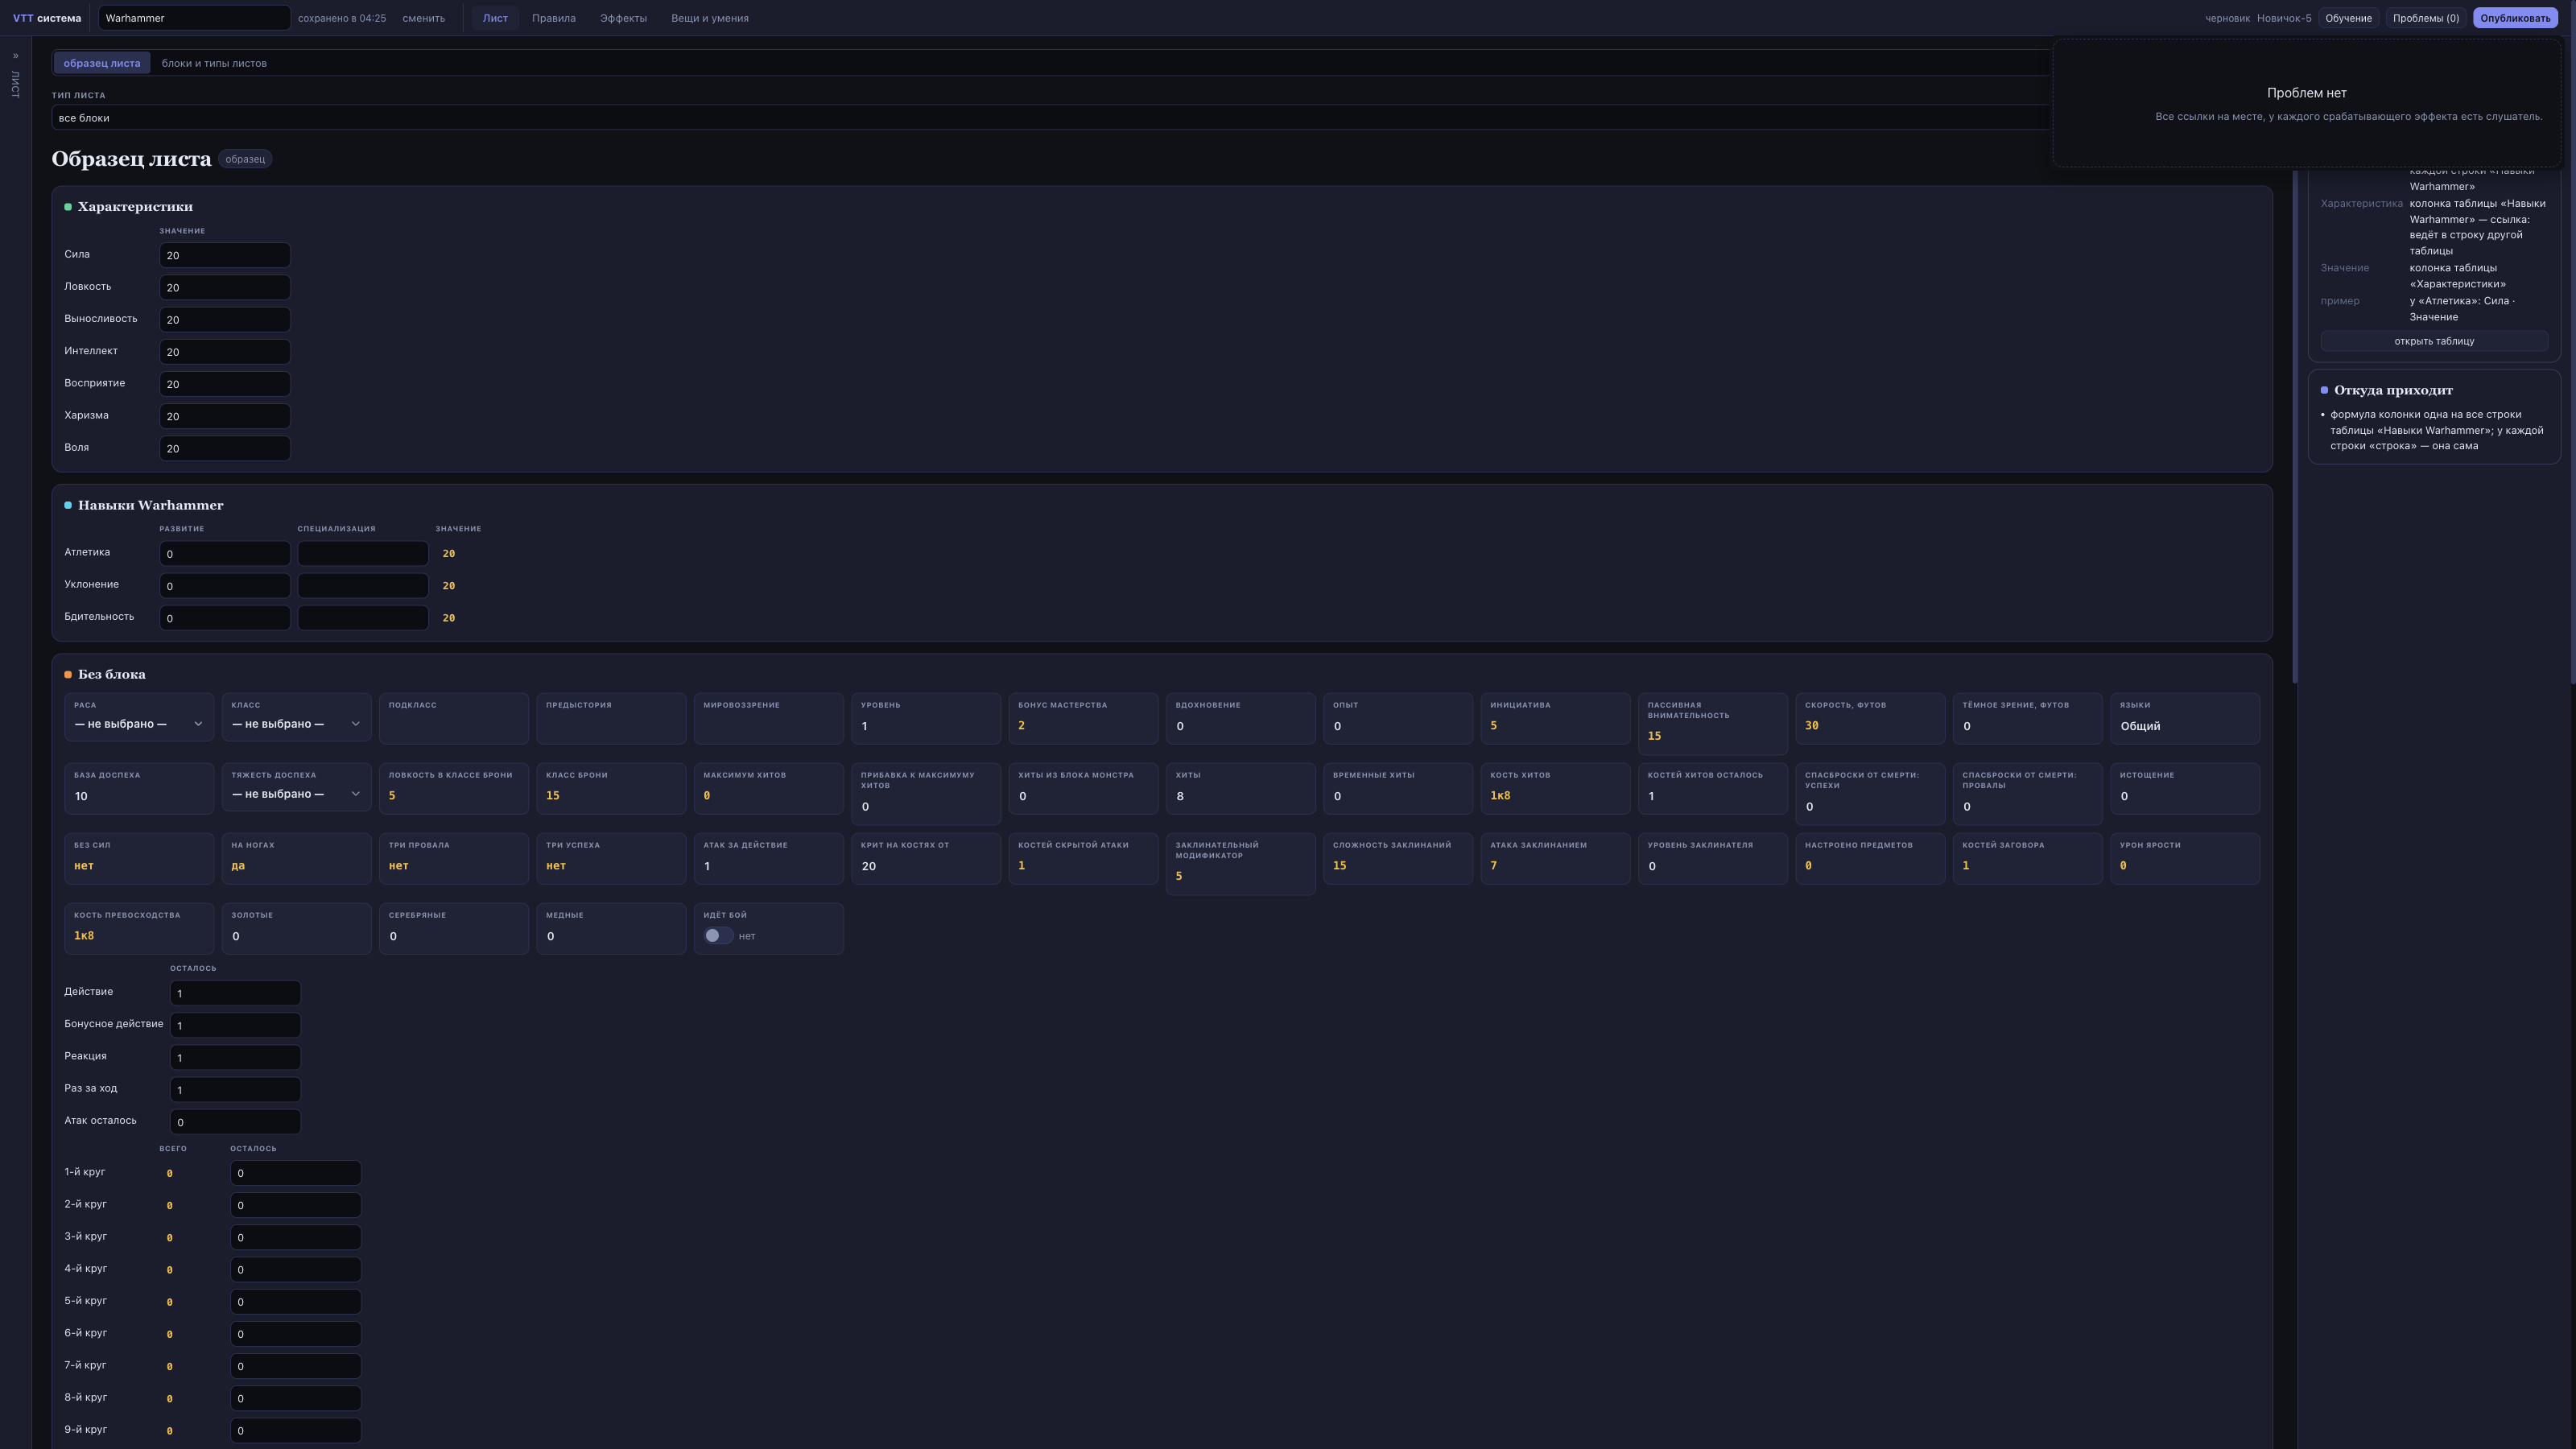 VTT система
Warhammer
сохранено в 04:25
сменить
Лист
Правила
Эффекты
Вещи и умения
черновик
Новичок-5
Обучение
Проблемы (0)
Опубликовать
»
ЛИСТ
образец листа
блоки и типы листов
ТИП ЛИСТА
все блоки
Проблем нет
Все ссылки на месте, у каждого срабатывающего эффекта есть слушатель.
Образец листа
образец
Характеристики
ЗНАЧЕНИЕ
Сила 20
Ловкость 20
Выносливость 20
Интеллект 20
Восприятие 20
Харизма 20
Воля 20
Навыки Warhammer
РАЗВИТИЕ СПЕЦИАЛИЗАЦИЯ ЗНАЧЕНИЕ
Атлетика 0 20
Уклонение 0 20
Бдительность 0 20
Без блока
РАСА
— не выбрано —
КЛАСС
— не выбрано —
ПОДКЛАСС
ПРЕДЫСТОРИЯ
МИРОВОЗЗРЕНИЕ
УРОВЕНЬ
1
БОНУС МАСТЕРСТВА
2
ВДОХНОВЕНИЕ
0
ОПЫТ
0
ИНИЦИАТИВА
5
ПАССИВНАЯ
ВНИМАТЕЛЬНОСТЬ
15
СКОРОСТЬ, ФУТОВ
30
ТЁМНОЕ ЗРЕНИЕ, ФУТОВ
0
ЯЗЫКИ
Общий
БАЗА ДОСПЕХА
10
ТЯЖЕСТЬ ДОСПЕХА
— не выбрано —
ЛОВКОСТЬ В КЛАССЕ БРОНИ
5
КЛАСС БРОНИ
15
МАКСИМУМ ХИТОВ
0
ПРИБАВКА К МАКСИМУМУ
ХИТОВ
0
ХИТЫ ИЗ БЛОКА МОНСТРА
0
ХИТЫ
8
ВРЕМЕННЫЕ ХИТЫ
0
КОСТЬ ХИТОВ
1к8
КОСТЕЙ ХИТОВ ОСТАЛОСЬ
1
СПАСБРОСКИ ОТ СМЕРТИ:
УСПЕХИ
0
СПАСБРОСКИ ОТ СМЕРТИ:
ПРОВАЛЫ
0
ИСТОЩЕНИЕ
0
БЕЗ СИЛ
нет
НА НОГАХ
да
ТРИ ПРОВАЛА
нет
ТРИ УСПЕХА
нет
АТАК ЗА ДЕЙСТВИЕ
1
КРИТ НА КОСТЯХ ОТ
20
КОСТЕЙ СКРЫТОЙ АТАКИ
1
ЗАКЛИНАТЕЛЬНЫЙ
МОДИФИКАТОР
5
СЛОЖНОСТЬ ЗАКЛИНАНИЙ
15
АТАКА ЗАКЛИНАНИЕМ
7
УРОВЕНЬ ЗАКЛИНАТЕЛЯ
0
НАСТРОЕНО ПРЕДМЕТОВ
0
КОСТЕЙ ЗАГОВОРА
1
УРОН ЯРОСТИ
0
КОСТЬ ПРЕВОСХОДСТВА
1к8
ЗОЛОТЫЕ
0
СЕРЕБРЯНЫЕ
0
МЕДНЫЕ
0
ИДЁТ БОЙ
нет
ОСТАЛОСЬ
Действие 1
Бонусное действие 1
Реакция 1
Раз за ход 1
Атак осталось 0
ВСЕГО ОСТАЛОСЬ
1-й круг 0 0
2-й круг 0 0
3-й круг 0 0
4-й круг 0 0
5-й круг 0 0
6-й круг 0 0
7-й круг 0 0
8-й круг 0 0
9-й круг 0 0
каждой строки «Навыки
Warhammer»
Характеристика колонка таблицы «Навыки
Warhammer» — ссылка:
ведёт в строку другой
таблицы
Значение колонка таблицы
«Характеристики»
пример у «Атлетика»: Сила ·
Значение
открыть таблицу
Откуда приходит
• формула колонки одна на все строки
таблицы «Навыки Warhammer»; у каждой
строки «строка» — она сама